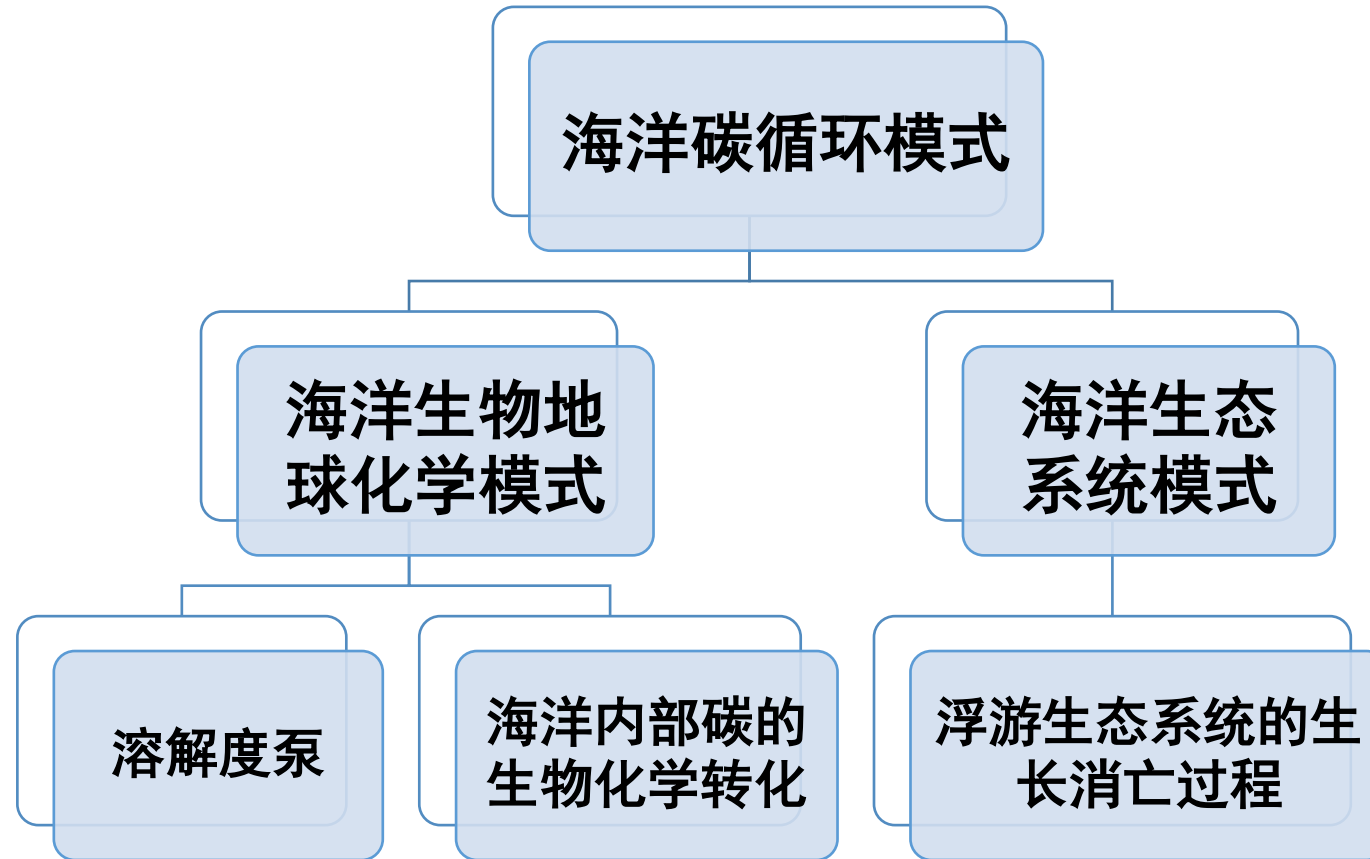 海洋碳循环模式
海洋生物地
球化学模式
海洋生态
系统模式
溶解度泵
海洋内部碳的
生物化学转化
浮游生态系统的生
长消亡过程